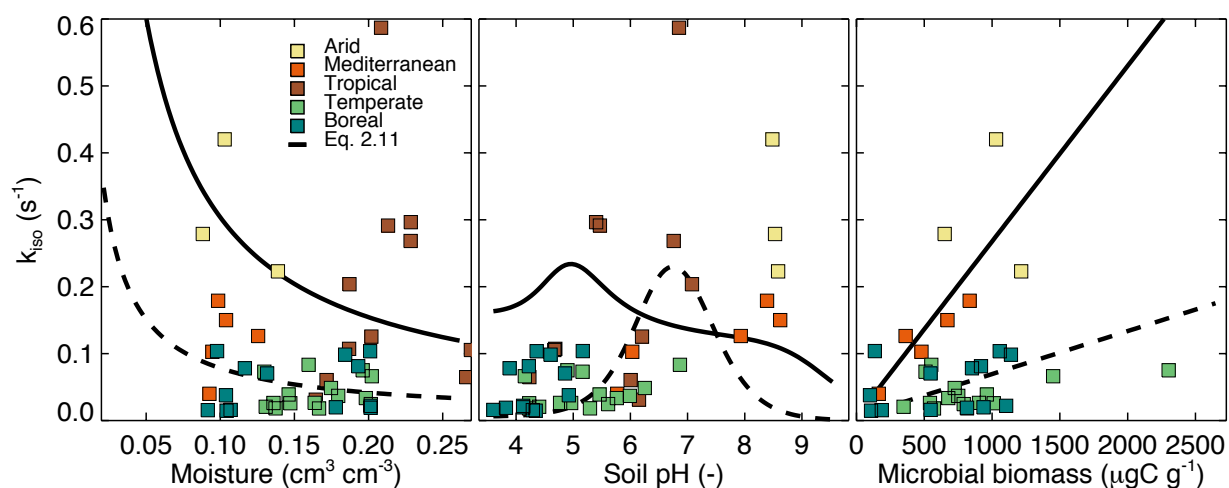 0.6
0.5
0.4
0.3
0.2
0.1
0.0
k_iso (s⁻¹)
Arid
Mediterranean
Tropical
Temperate
Boreal
Eq. 2.11
0.05 0.10 0.15 0.20 0.25
Moisture (cm³ cm⁻³)
4 5 6 7 8 9
Soil pH (-)
0 500 1000 1500 2000 2500
Microbial biomass (μgC g⁻¹)